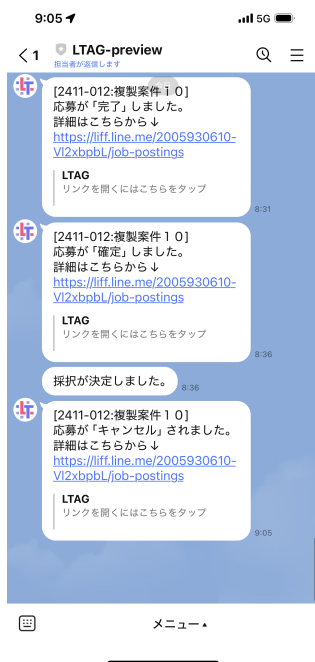 9:05
5G
1
LTAG-preview
担当者が返信します
[2411-012:複製案件１０]
応募が「完了」しました。
詳細はこちらから↓
https://liff.line.me/2005930610-
Vl2xbpbL/job-postings
LTAG
リンクを開くにはこちらをタップ
8:31
[2411-012:複製案件１０]
応募が「確定」しました。
詳細はこちらから↓
https://liff.line.me/2005930610-
Vl2xbpbL/job-postings
LTAG
リンクを開くにはこちらをタップ
8:36
採択が決定しました。
8:36
[2411-012:複製案件１０]
応募が「キャンセル」されました。
詳細はこちらから↓
https://liff.line.me/2005930610-
Vl2xbpbL/job-postings
LTAG
リンクを開くにはこちらをタップ
9:05
メニュー▲